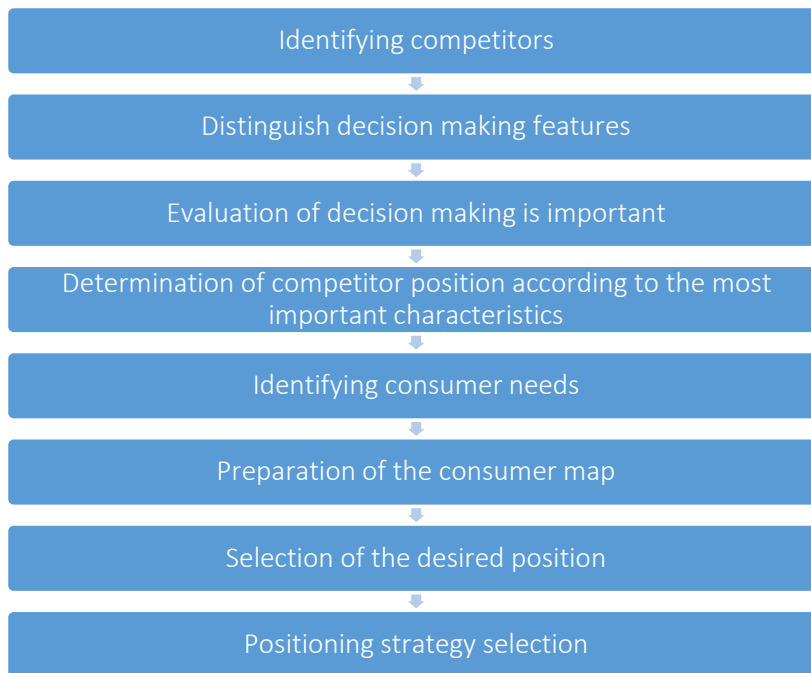 Identifying competitors
Distinguish decision making features
Evaluation of decision making is important
Determination of competitor position according to the most
important characteristics
Identifying consumer needs
Preparation of the consumer map
Selection of the desired position
Positioning strategy selection